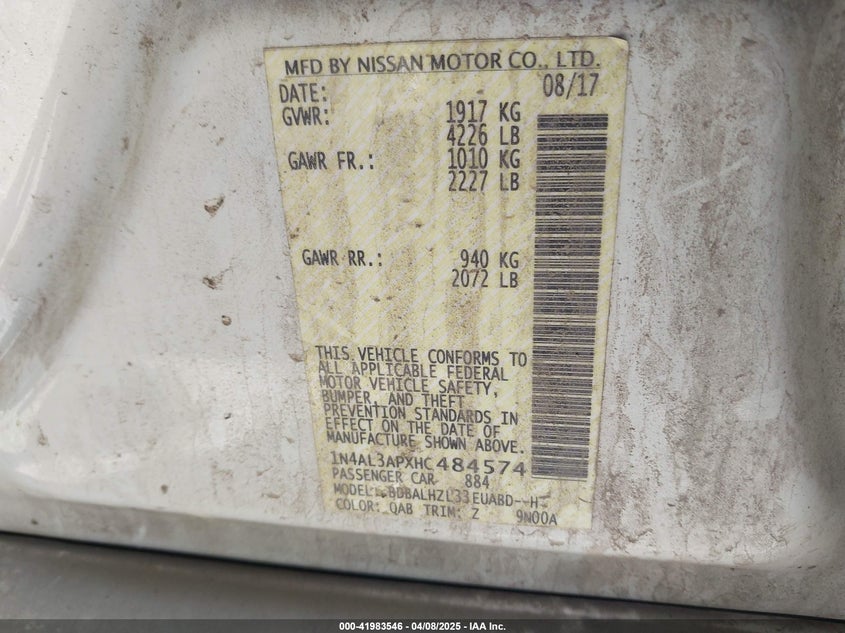 MFD BY NISSAN MOTOR CO., LTD.
DATE: 08/17
GVWR: 1917 KG
4226 LB
GAWR FR.: 1010 KG
2227 LB
GAWR RR.: 940 KG
2072 LB
THIS VEHICLE CONFORMS TO
ALL APPLICABLE FEDERAL
MOTOR VEHICLE SAFETY,
BUMPER, AND THEFT
PREVENTION STANDARDS IN
EFFECT ON THE DATE OF
MANUFACTURE SHOWN ABOVE.
1N4AL3APXHC484574
PASSENGER CAR 884
MODEL: BDBALHZL33EUABD--H-
COLOR: QAB TRIM: Z 9N00A
000-41983546 - 04/08/2025 - IAA Inc.